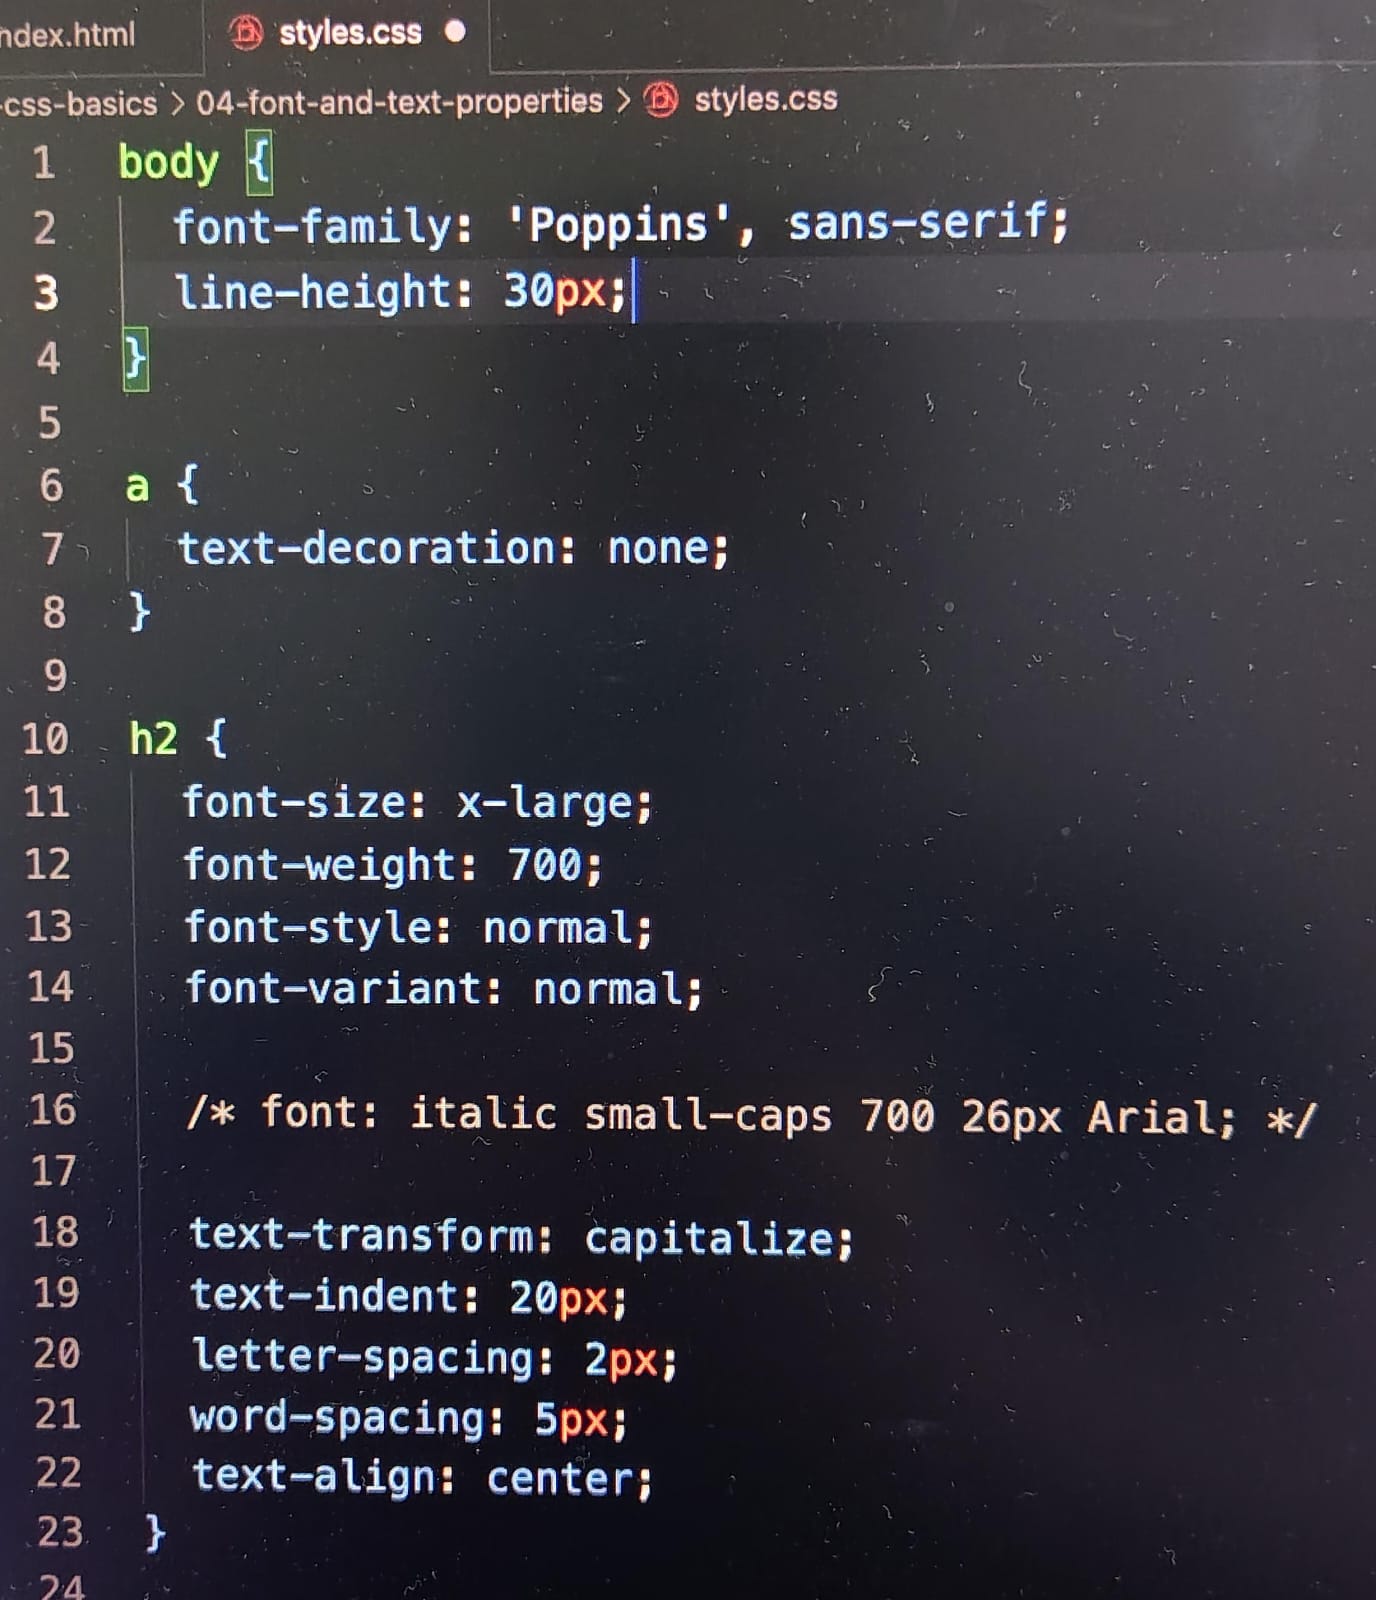 ndex.html styles.css
-css-basics > 04-font-and-text-properties > styles.css
1 body {
2 font-family: 'Poppins', sans-serif;
3 line-height: 30px;
4 }
5
6 a {
7 text-decoration: none;
8 }
9
10 h2 {
11 font-size: x-large;
12 font-weight: 700;
13 font-style: normal;
14 font-variant: normal;
15
16 /* font: italic small-caps 700 26px Arial; */
17
18 text-transform: capitalize;
19 text-indent: 20px;
20 letter-spacing: 2px;
21 word-spacing: 5px;
22 text-align: center;
23 }
24